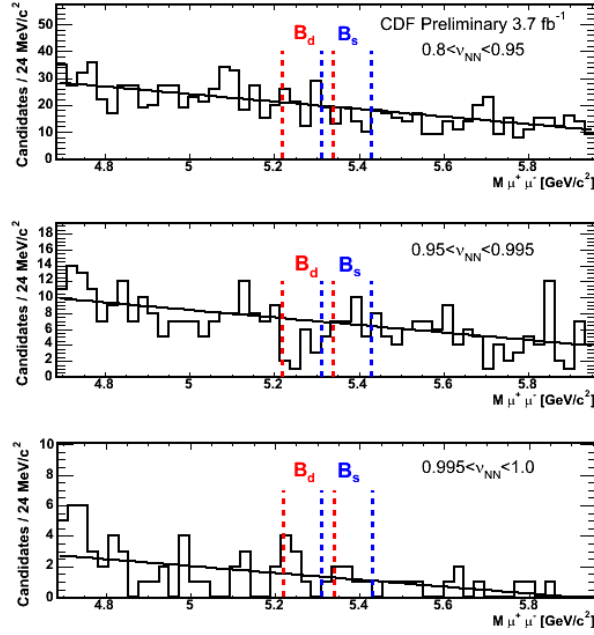 CDF Preliminary 3.7 fb⁻¹
0.8<ν_NN<0.95
B_d B_s
Candidates / 24 MeV/c²
50
40
30
20
10
0
4.8 5 5.2 5.4 5.6 5.8
M μ⁺ μ⁻ [GeV/c²]
0.95<ν_NN<0.995
B_d B_s
Candidates / 24 MeV/c²
18
16
14
12
10
8
6
4
2
0
4.8 5 5.2 5.4 5.6 5.8
M μ⁺ μ⁻ [GeV/c²]
0.995<ν_NN<1.0
B_d B_s
Candidates / 24 MeV/c²
10
8
6
4
2
0
4.8 5 5.2 5.4 5.6 5.8
M μ⁺ μ⁻ [GeV/c²]